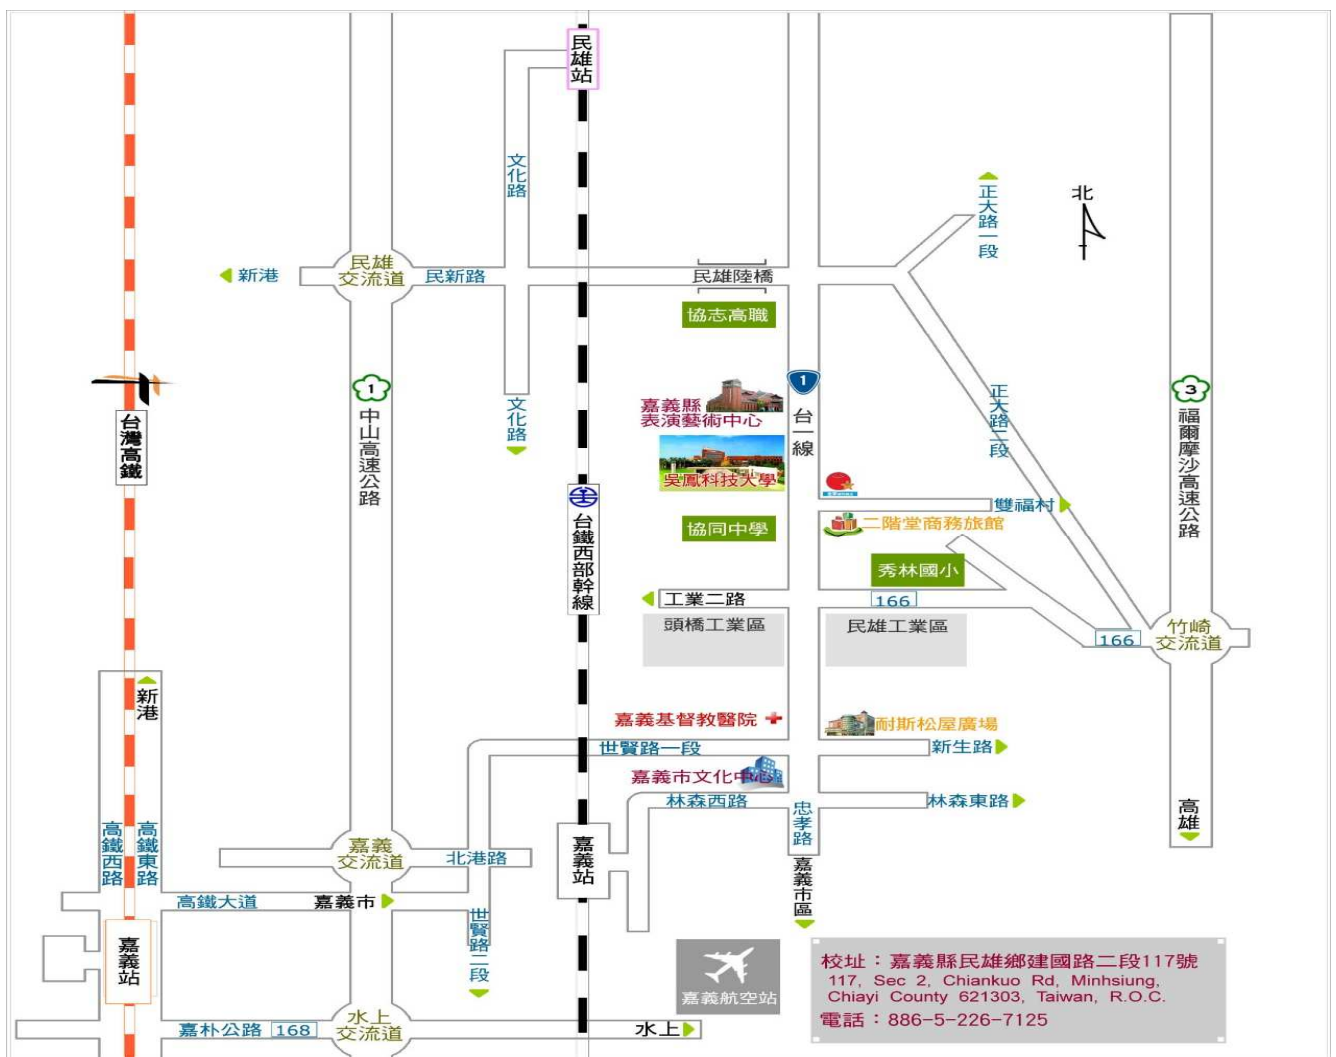 民雄站
文化路
正大路一段
北
民雄
交流道
新港
民新路
民雄陸橋
協志高職
1
1
3
台灣高鐵
中山高速公路
文化路
嘉義縣
表演藝術中心
台一線
正大路二段
福爾摩沙高速公路
吳鳳科技大學
雙福村
台鐵西部幹線
協同中學
二階堂商務旅館
秀林國小
工業二路
166
頭橋工業區
民雄工業區
166
竹崎
交流道
新港
嘉義基督教醫院
耐斯松屋廣場
世賢路一段
新生路
嘉義市文化中心
林森西路
忠孝路
林森東路
高雄
高鐵西路
高鐵東路
嘉義
交流道
北港路
嘉義站
嘉義市區
高鐵大道
嘉義市
世賢路二段
嘉義站
嘉義航空站
校址：嘉義縣民雄鄉建國路二段117號
117, Sec 2, Chiankuo Rd, Minhsiung,
Chiayi County 621303, Taiwan, R.O.C.
電話：886-5-226-7125
嘉朴公路 168
水上
交流道
水上